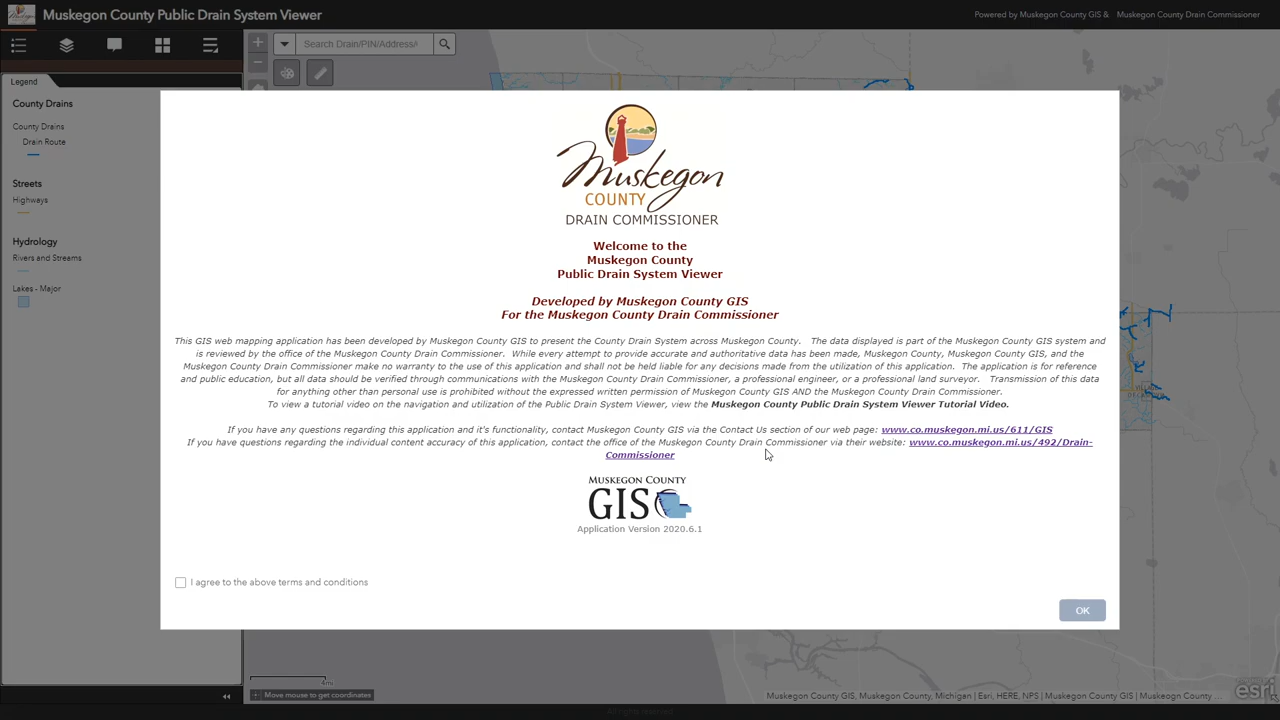 Muskegon County Public Drain System Viewer
Powered by Muskegon County GIS & Muskegon County Drain Commissioner
Search Drain/PIN/Address/
Legend
County Drains
County Drains
Drain Route
Streets
Highways
Hydrology
Rivers and Streams
Lakes - Major
Muskegon
COUNTY
DRAIN COMMISSIONER
Welcome to the
Muskegon County
Public Drain System Viewer
Developed by Muskegon County GIS
For the Muskegon County Drain Commissioner
This GIS web mapping application has been developed by Muskegon County GIS to present the County Drain System across Muskegon County. The data displayed is part of the Muskegon County GIS system and
is reviewed by the office of the Muskegon County Drain Commissioner. While every attempt to provide accurate and authoritative data has been made, Muskegon County, Muskegon County GIS, and the
Muskegon County Drain Commissioner make no warranty to the use of this application and shall not be held liable for any decisions made from the utilization of this application. The application is for reference
and public education, but all data should be verified through communications with the Muskegon County Drain Commissioner, a professional engineer, or a professional land surveyor. Transmission of this data
for anything other than personal use is prohibited without the expressed written permission of Muskegon County GIS AND the Muskegon County Drain Commissioner.
To view a tutorial video on the navigation and utilization of the Public Drain System Viewer, view the Muskegon County Public Drain System Viewer Tutorial Video.
If you have any questions regarding this application and it's functionality, contact Muskegon County GIS via the Contact Us section of our web page: www.co.muskegon.mi.us/611/GIS
If you have questions regarding the individual content accuracy of this application, contact the office of the Muskegon County Drain Commissioner via their website: www.co.muskegon.mi.us/492/Drain-
Commissioner
MUSKEGON COUNTY
GIS
Application Version 2020.6.1
I agree to the above terms and conditions
OK
4mi
Move mouse to get coordinates
Muskegon County GIS, Muskegon County, Michigan | Esri, HERE, NPS | Muskegon County GIS | Muskeogn County ...
esri
All rights reserved